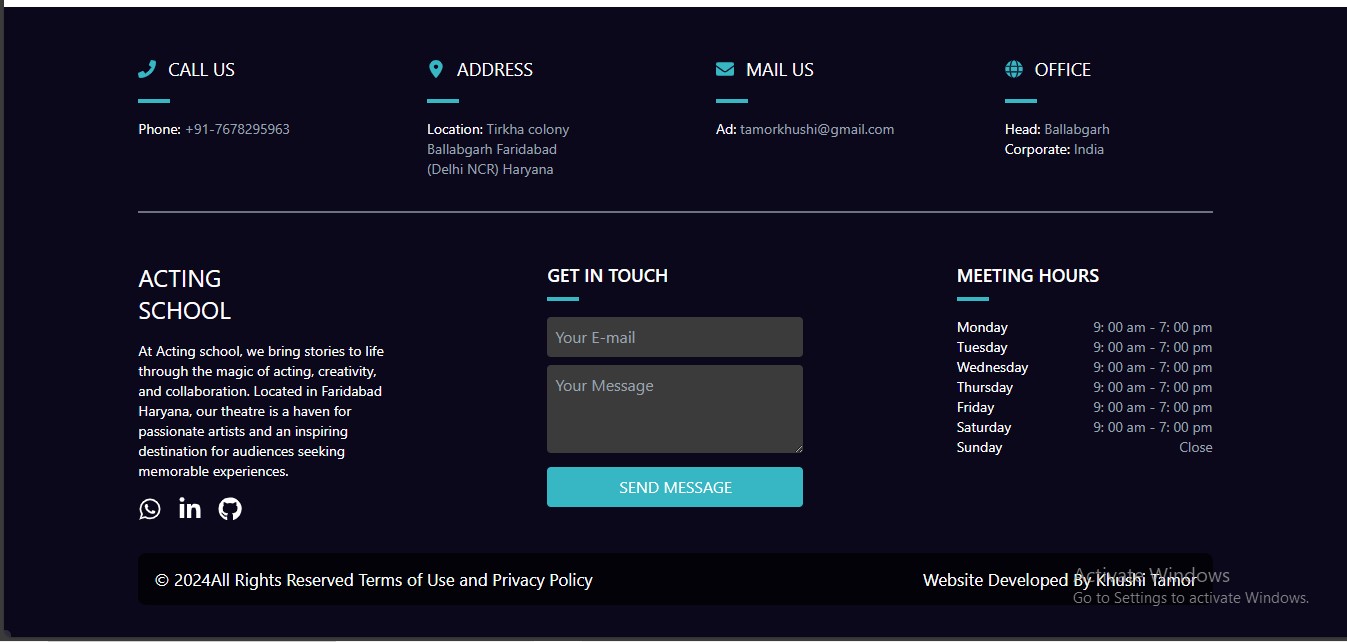 CALL US
Phone: +91-7678295963
ADDRESS
Location: Tirkha colony
Ballabgarh Faridabad
(Delhi NCR) Haryana
MAIL US
Ad: tamorkhushi@gmail.com
OFFICE
Head: Ballabgarh
Corporate: India
ACTING
SCHOOL
At Acting school, we bring stories to life
through the magic of acting, creativity,
and collaboration. Located in Faridabad
Haryana, our theatre is a haven for
passionate artists and an inspiring
destination for audiences seeking
memorable experiences.
GET IN TOUCH
Your E-mail
Your Message
SEND MESSAGE
MEETING HOURS
Monday 9: 00 am - 7: 00 pm
Tuesday 9: 00 am - 7: 00 pm
Wednesday 9: 00 am - 7: 00 pm
Thursday 9: 00 am - 7: 00 pm
Friday 9: 00 am - 7: 00 pm
Saturday 9: 00 am - 7: 00 pm
Sunday Close
© 2024All Rights Reserved Terms of Use and Privacy Policy
Website Developed By Khushi Tamor
Activate Windows
Go to Settings to activate Windows.